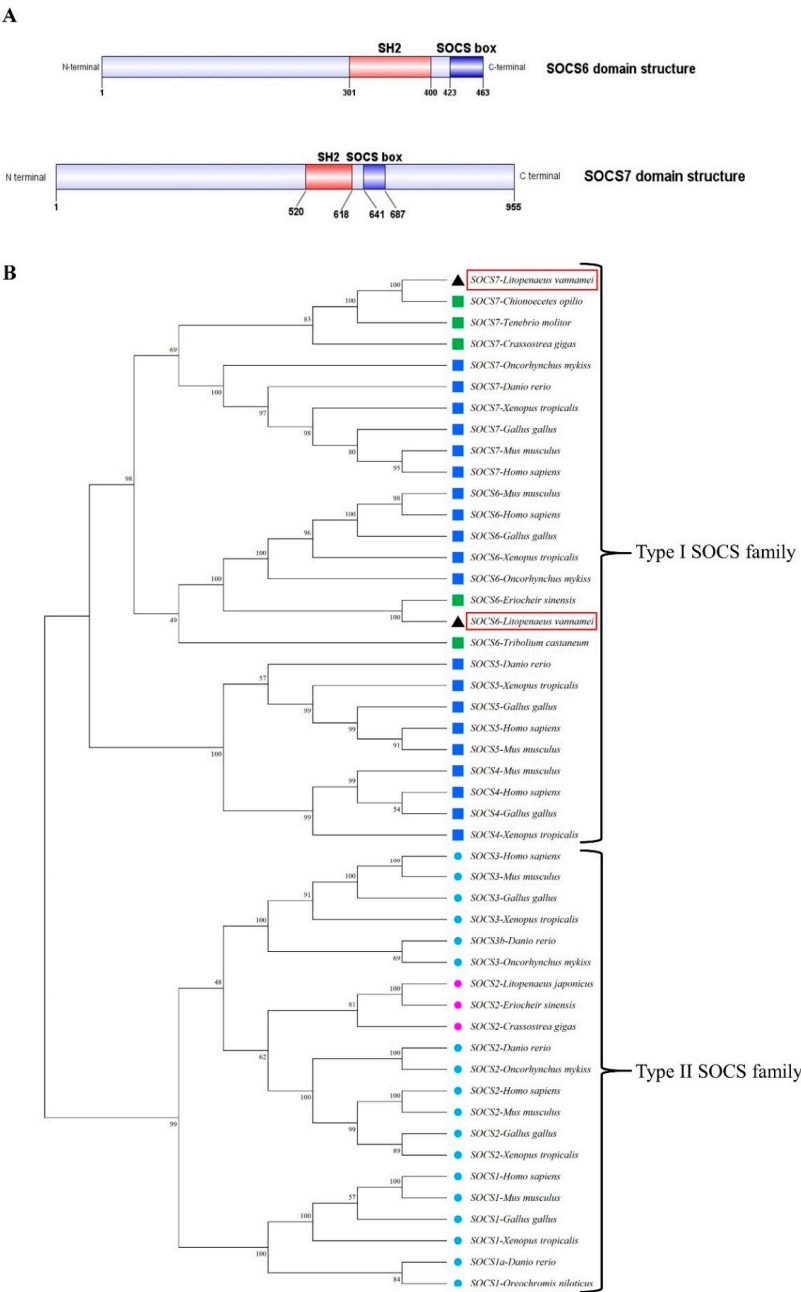 A
SH2 SOCS box
N-terminal C-terminal SOCS6 domain structure
1 301 400 423 463
SH2 SOCS box
N terminal C terminal SOCS7 domain structure
1 520 618 641 687 955
B
SOCS7-Litopenaeus vannamei
100
SOCS7-Chionoecetes opilio
100
SOCS7-Tenebrio molitor
83
SOCS7-Crassostrea gigas
69
SOCS7-Oncorhynchus mykiss
100
SOCS7-Danio rerio
97
SOCS7-Xenopus tropicalis
98
SOCS7-Gallus gallus
80
SOCS7-Mus musculus
95
SOCS7-Homo sapiens
98
SOCS6-Mus musculus
98
SOCS6-Homo sapiens
100
SOCS6-Gallus gallus
96
Type I SOCS family
SOCS6-Xenopus tropicalis
100
SOCS6-Oncorhynchus mykiss
100
SOCS6-Eriocheir sinensis
100
SOCS6-Litopenaeus vannamei
49
SOCS6-Tribolium castaneum
SOCS5-Danio rerio
57
SOCS5-Xenopus tropicalis
99
SOCS5-Gallus gallus
99
SOCS5-Homo sapiens
91
SOCS5-Mus musculus
100
SOCS4-Mus musculus
99
SOCS4-Homo sapiens
54
SOCS4-Gallus gallus
99
SOCS4-Xenopus tropicalis
SOCS3-Homo sapiens
100
SOCS3-Mus musculus
100
SOCS3-Gallus gallus
91
SOCS3-Xenopus tropicalis
100
SOCS3b-Danio rerio
69
SOCS3-Oncorhynchus mykiss
48
SOCS2-Litopenaeus japonicus
100
SOCS2-Eriocheir sinensis
81
SOCS2-Crassostrea gigas
62
SOCS2-Danio rerio
100
SOCS2-Oncorhynchus mykiss
100
Type II SOCS family
SOCS2-Homo sapiens
100
SOCS2-Mus musculus
99
SOCS2-Gallus gallus
89
SOCS2-Xenopus tropicalis
99
SOCS1-Homo sapiens
100
SOCS1-Mus musculus
57
SOCS1-Gallus gallus
100
SOCS1-Xenopus tropicalis
100
SOCS1a-Danio rerio
84
SOCS1-Oreochromis niloticus